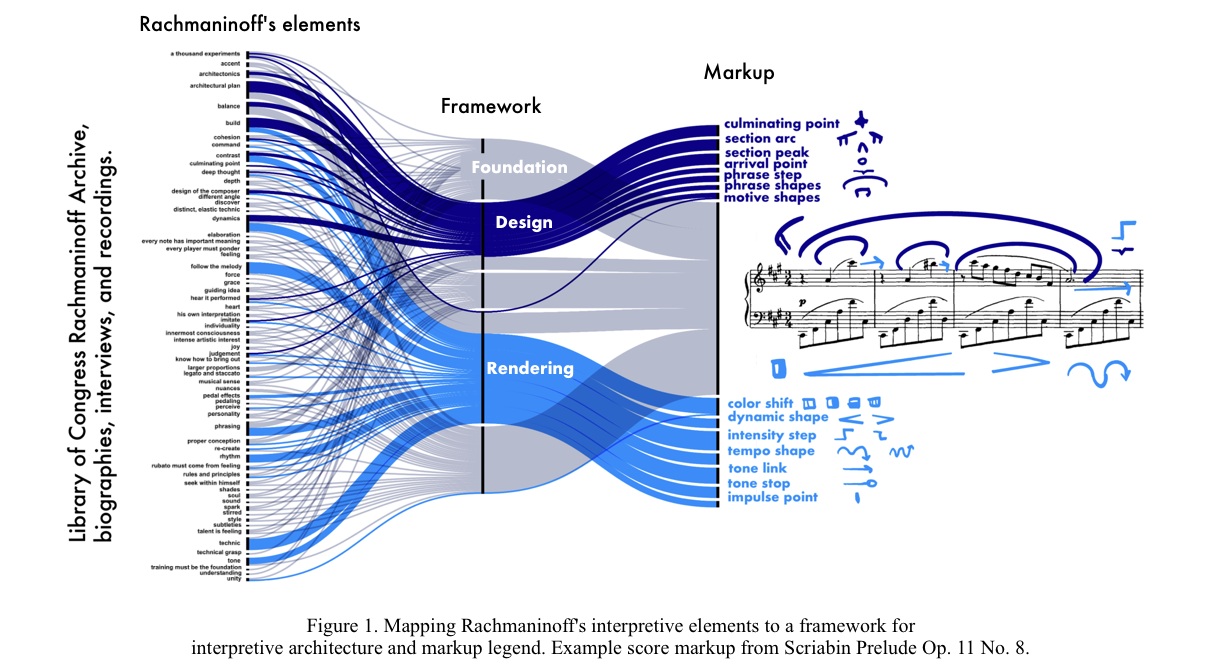 Rachmaninoff's elements
Library of Congress Rachmaninoff Archive,
biographies, interviews, and recordings.
a thousand experiments
accent
architectonics
architectural plan
balance
build
cohesion
command
contrast
culminating point
deep thought
depth
design of the composer
different angle
discover
distinct, elastic technic
dynamics
elaboration
every note has important meaning
every player must ponder
feeling
follow the melody
force
grace
guiding idea
hear it performed
heart
his own interpretation
imitate
individuality
innermost consciousness
intense artistic interest
joy
judgement
know how to bring out
larger proportions
legato and staccato
musical sense
nuances
pedal effects
pedaling
perceive
personality
phrasing
proper conception
re-create
rhythm
rubato must come from feeling
rules and principles
seek within himself
shades
soul
sound
spark
stirred
style
subtleties
talent is feeling
technic
technical grasp
tone
training must be the foundation
understanding
unity
Framework
Foundation
Design
Rendering
Markup
culminating point
section arc
section peak
arrival point
phrase step
phrase shapes
motive shapes
3
4
p
3
4
color shift
dynamic shape
intensity step
tempo shape
tone link
tone stop
impulse point
Figure 1. Mapping Rachmaninoff's interpretive elements to a framework for
interpretive architecture and markup legend. Example score markup from Scriabin Prelude Op. 11 No. 8.